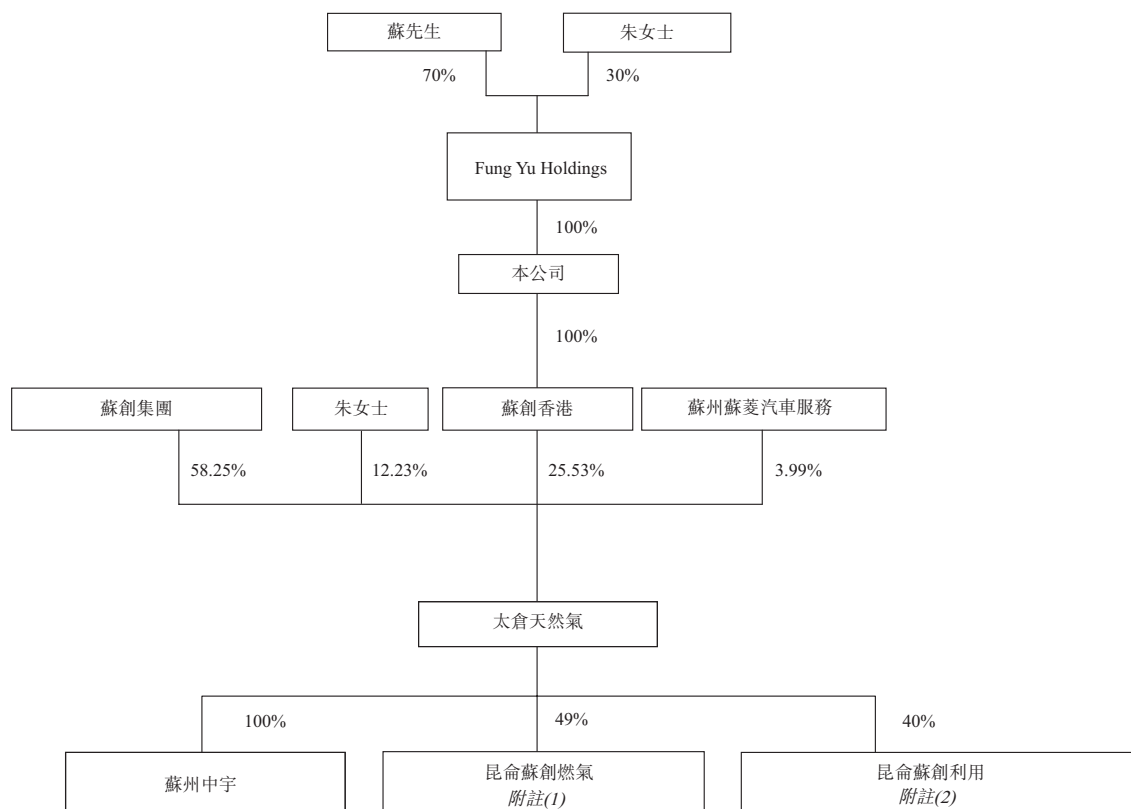 蘇先生
朱女士
70%
30%
Fung Yu Holdings
100%
本公司
100%
蘇創集團
朱女士
蘇創香港
蘇州蘇菱汽車服務
58.25%
12.23%
25.53%
3.99%
太倉天然氣
100%
49%
40%
蘇州中宇
昆侖蘇創燃氣
附註(1)
昆侖蘇創利用
附註(2)